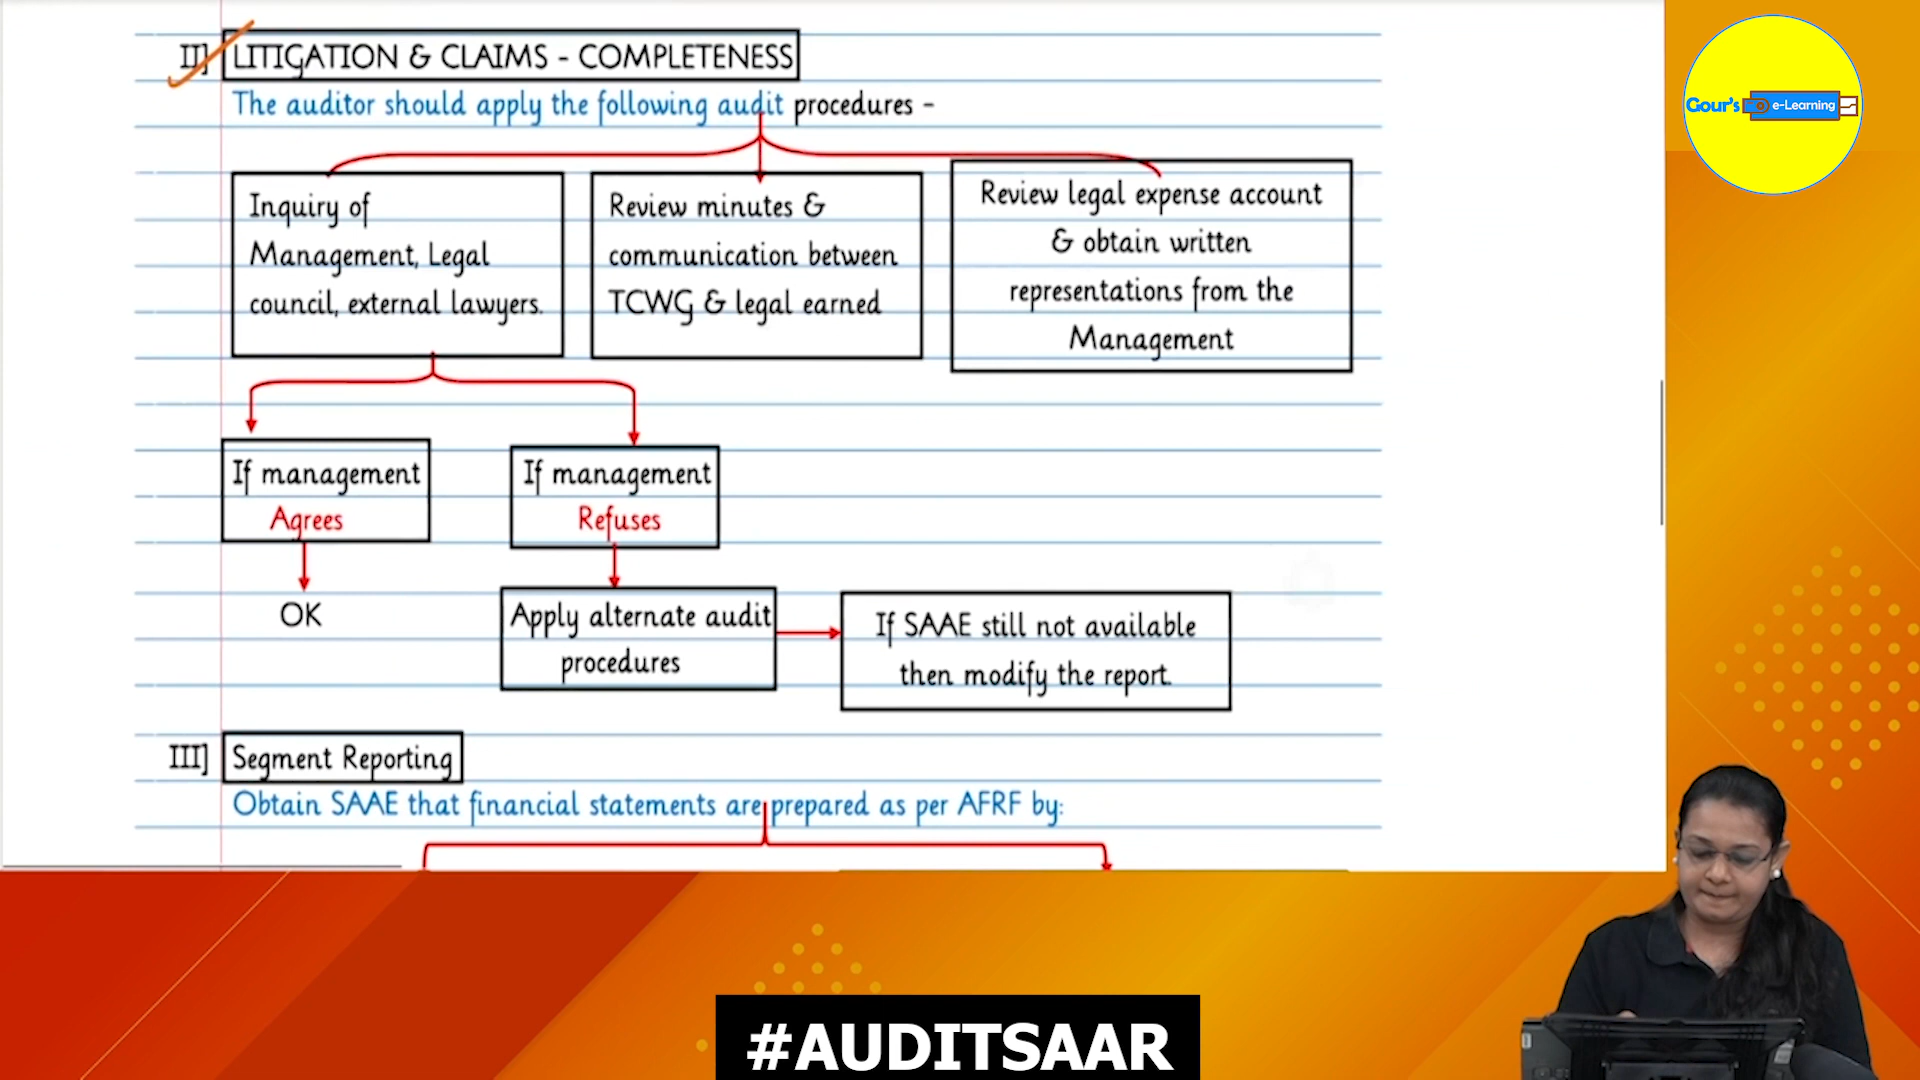 II] LITIGATION & CLAIMS - COMPLETENESS
The auditor should apply the following audit procedures -
Inquiry of
Management, Legal
council, external lawyers.
Review minutes &
communication between
TCWG & legal earned
Review legal expense account
& obtain written
representations from the
Management
If management
Agrees
If management
Refuses
OK
Apply alternate audit
procedures
If SAAE still not available
then modify the report.
III] Segment Reporting
Obtain SAAE that financial statements are prepared as per AFRF by:
Gour's e-Learning
#AUDITSAAR